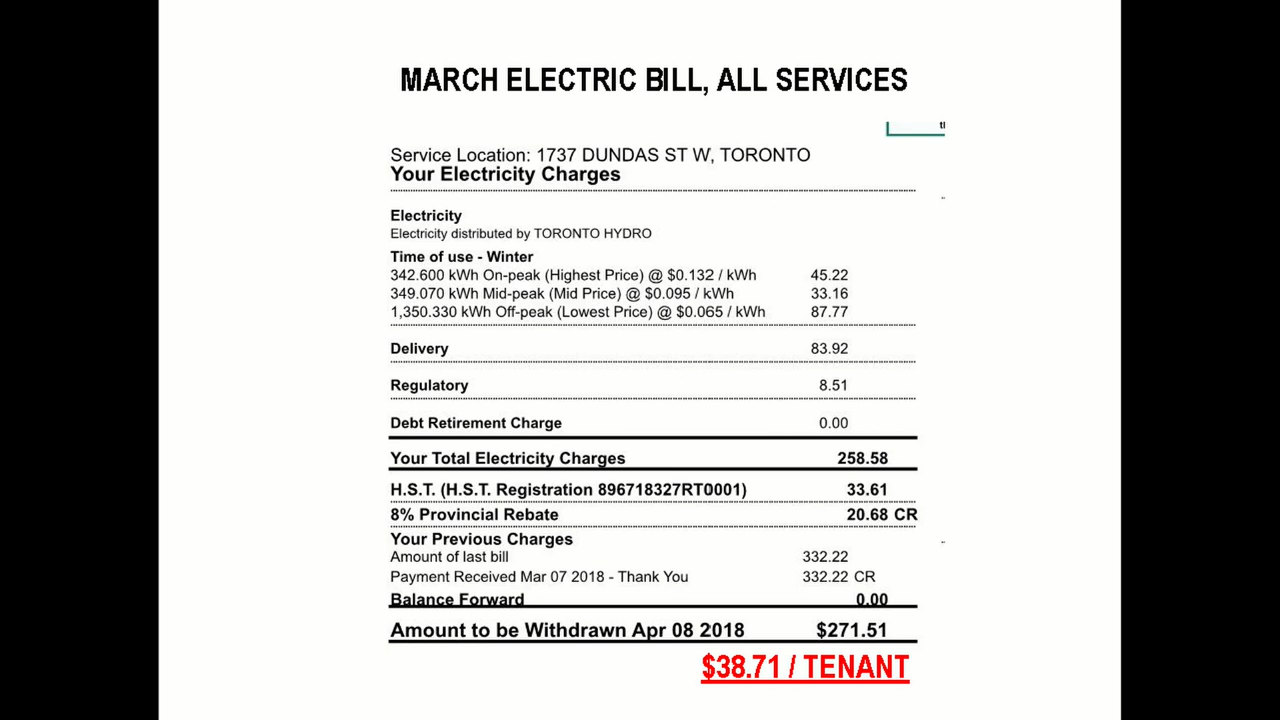 MARCH ELECTRIC BILL, ALL SERVICES
Service Location: 1737 DUNDAS ST W, TORONTO
Your Electricity Charges
Electricity
Electricity distributed by TORONTO HYDRO
Time of use - Winter
342.600 kWh On-peak (Highest Price) @ $0.132 / kWh 45.22
349.070 kWh Mid-peak (Mid Price) @ $0.095 / kWh 33.16
1,350.330 kWh Off-peak (Lowest Price) @ $0.065 / kWh 87.77
Delivery 83.92
Regulatory 8.51
Debt Retirement Charge 0.00
Your Total Electricity Charges 258.58
H.S.T. (H.S.T. Registration 896718327RT0001) 33.61
8% Provincial Rebate 20.68 CR
Your Previous Charges
Amount of last bill 332.22
Payment Received Mar 07 2018 - Thank You 332.22 CR
Balance Forward 0.00
Amount to be Withdrawn Apr 08 2018 $271.51
$38.71 / TENANT